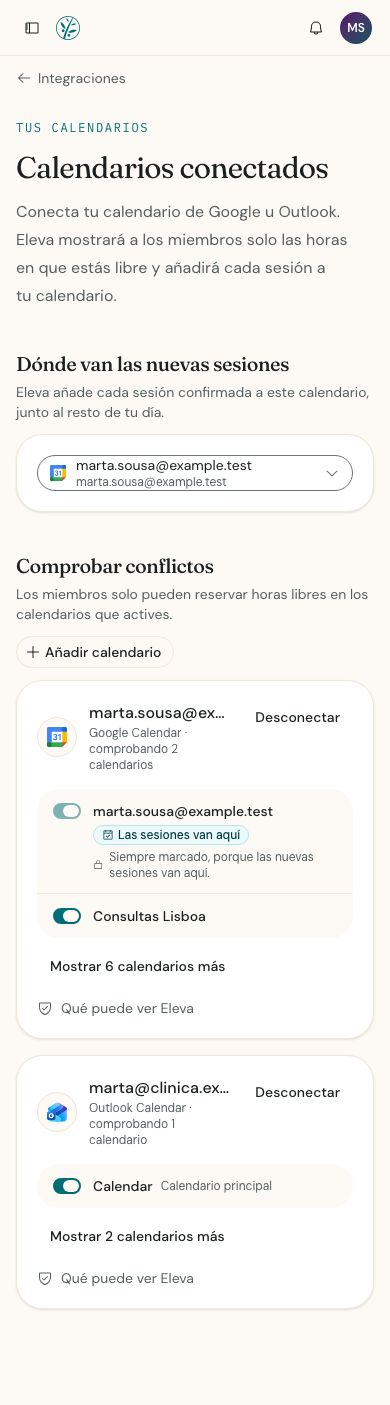 MS
Integraciones
TUS CALENDARIOS
Calendarios conectados
Conecta tu calendario de Google u Outlook.
Eleva mostrará a los miembros solo las horas
en que estás libre y añadirá cada sesión a
tu calendario.
Dónde van las nuevas sesiones
Eleva añade cada sesión confirmada a este calendario,
junto al resto de tu día.
31
marta.sousa@example.test
marta.sousa@example.test
Comprobar conflictos
Los miembros solo pueden reservar horas libres en los
calendarios que actives.
Añadir calendario
31
marta.sousa@ex...
Desconectar
Google Calendar ·
comprobando 2
calendarios
marta.sousa@example.test
Las sesiones van aquí
Siempre marcado, porque las nuevas
sesiones van aquí.
Consultas Lisboa
Mostrar 6 calendarios más
Qué puede ver Eleva
marta@clinica.ex...
Desconectar
Outlook Calendar ·
comprobando 1
calendario
Calendar Calendario principal
Mostrar 2 calendarios más
Qué puede ver Eleva